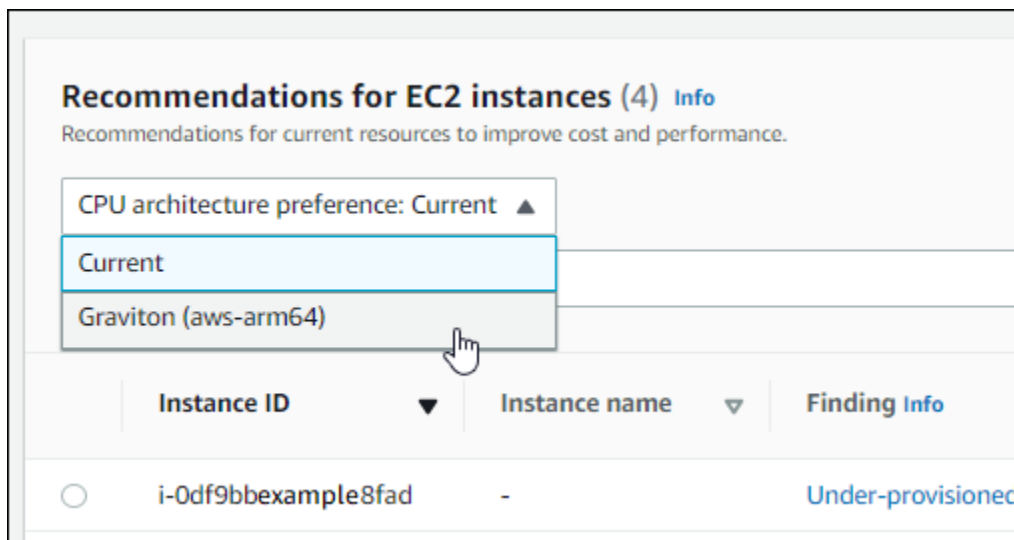 Recommendations for EC2 instances (4) Info
Recommendations for current resources to improve cost and performance.
CPU architecture preference: Current
Current
Graviton (aws-arm64)
Instance ID Instance name Finding Info
i-0df9bbexample8fad - Under-provisioned